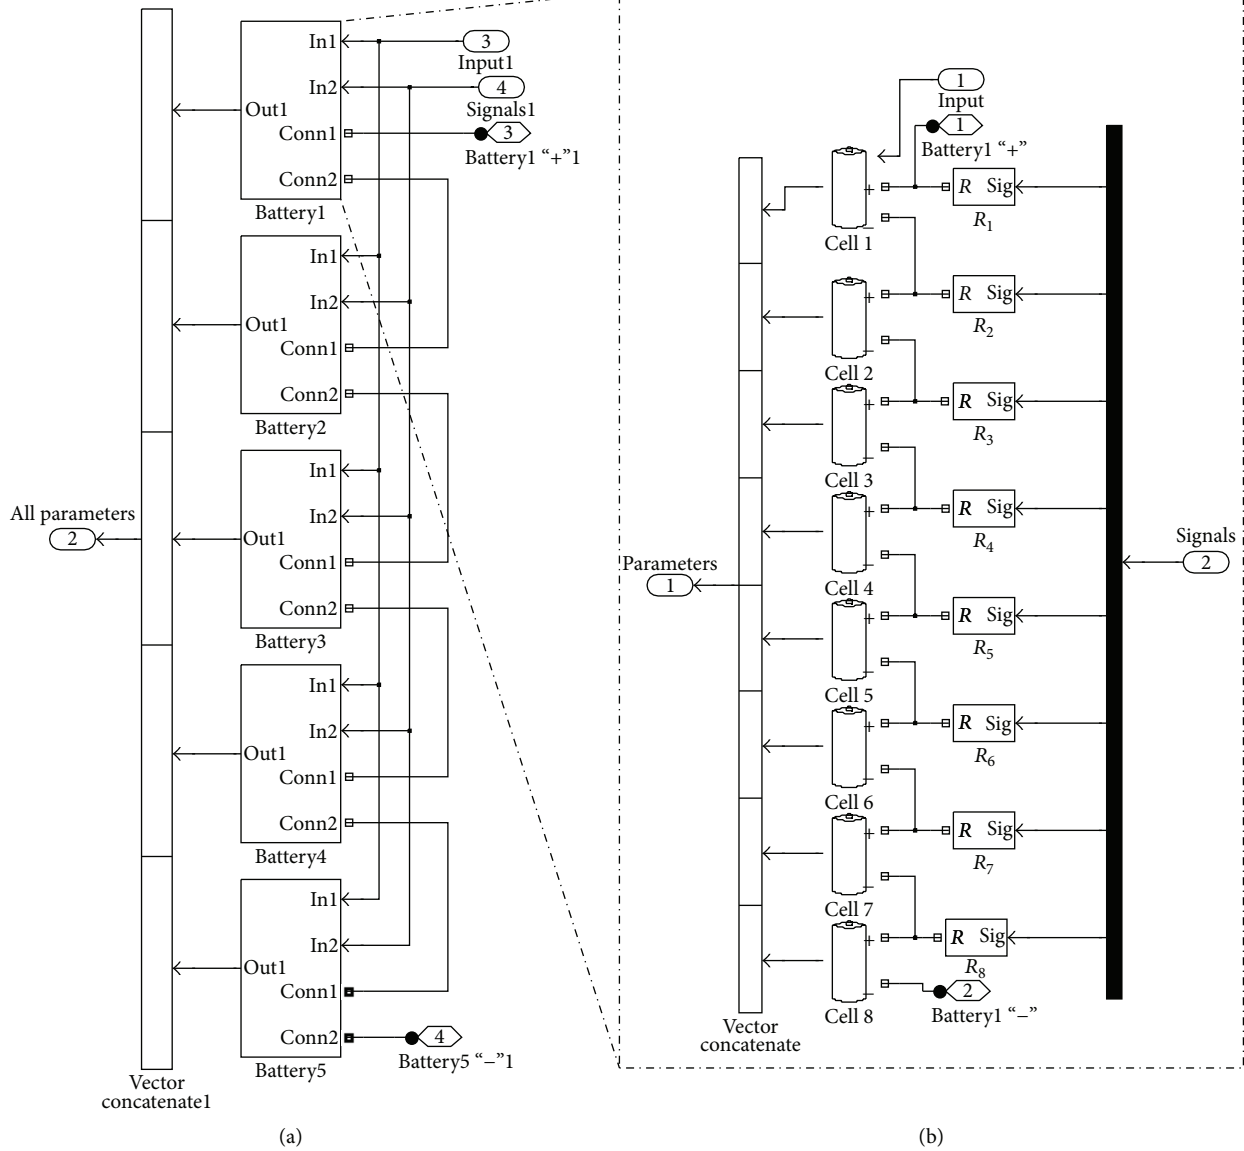 In1
3
Input1
In2
4
Signals1
Out1
Conn1
3
Battery1 “+”1
Conn2
Battery1
In1
In2
Out1
Conn1
Conn2
Battery2
In1
In2
All parameters
2
Out1
Conn1
Conn2
Battery3
In1
In2
Out1
Conn1
Conn2
Battery4
In1
In2
Out1
Conn1
Conn2
4
Battery5 “−”1
Battery5
Vector
concatenate1
(a)
1
Input
1
Battery1 “+”
+
−
Cell 1
R Sig
R1
+
−
Cell 2
R Sig
R2
+
−
Cell 3
R Sig
R3
+
−
Cell 4
R Sig
R4
Signals
2
Parameters
1
+
−
Cell 5
R Sig
R5
+
−
Cell 6
R Sig
R6
+
−
Cell 7
R Sig
R7
+
−
Cell 8
R Sig
R8
2
Battery1 “−”
Vector
concatenate
(b)